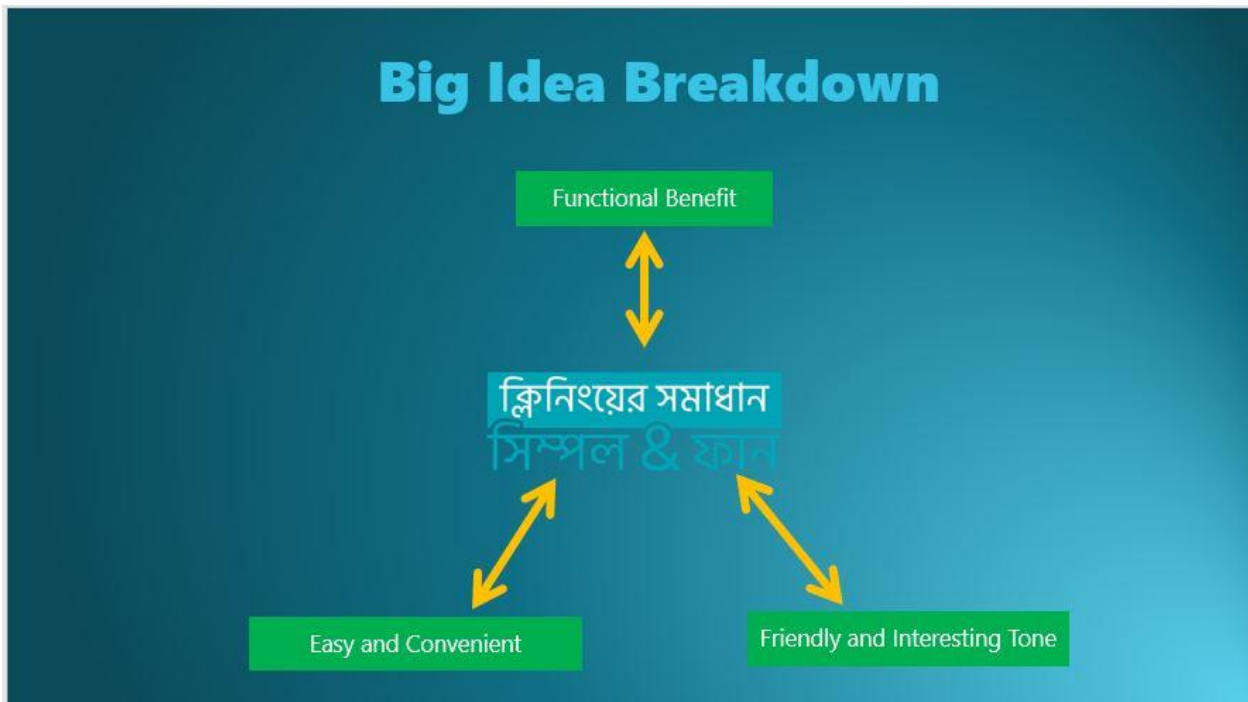 Big Idea Breakdown
Functional Benefit
ক্লিনিংয়ের সমাধান
সিম্পল & ফান
Easy and Convenient
Friendly and Interesting Tone